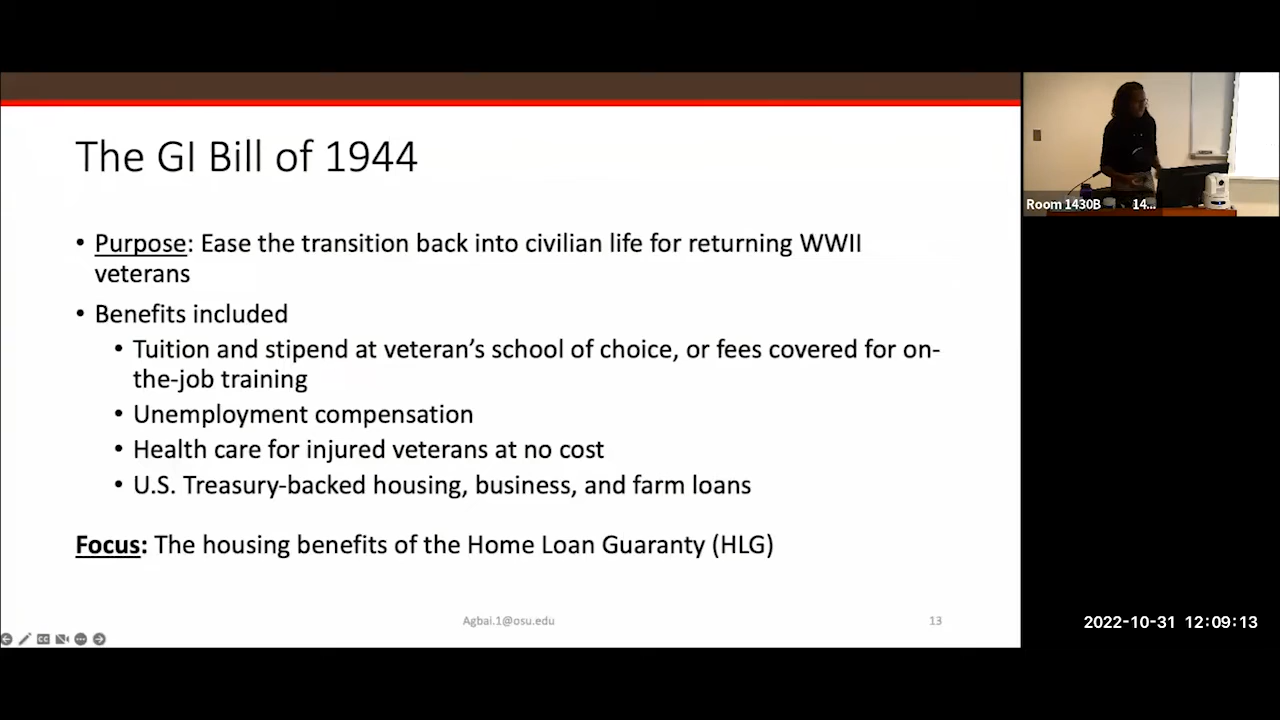 The GI Bill of 1944
• Purpose: Ease the transition back into civilian life for returning WWII
veterans
• Benefits included
• Tuition and stipend at veteran’s school of choice, or fees covered for on-
the-job training
• Unemployment compensation
• Health care for injured veterans at no cost
• U.S. Treasury-backed housing, business, and farm loans
Focus: The housing benefits of the Home Loan Guaranty (HLG)
Agbai.1@osu.edu
13
Room 1430B 14...
2022-10-31 12:09:13